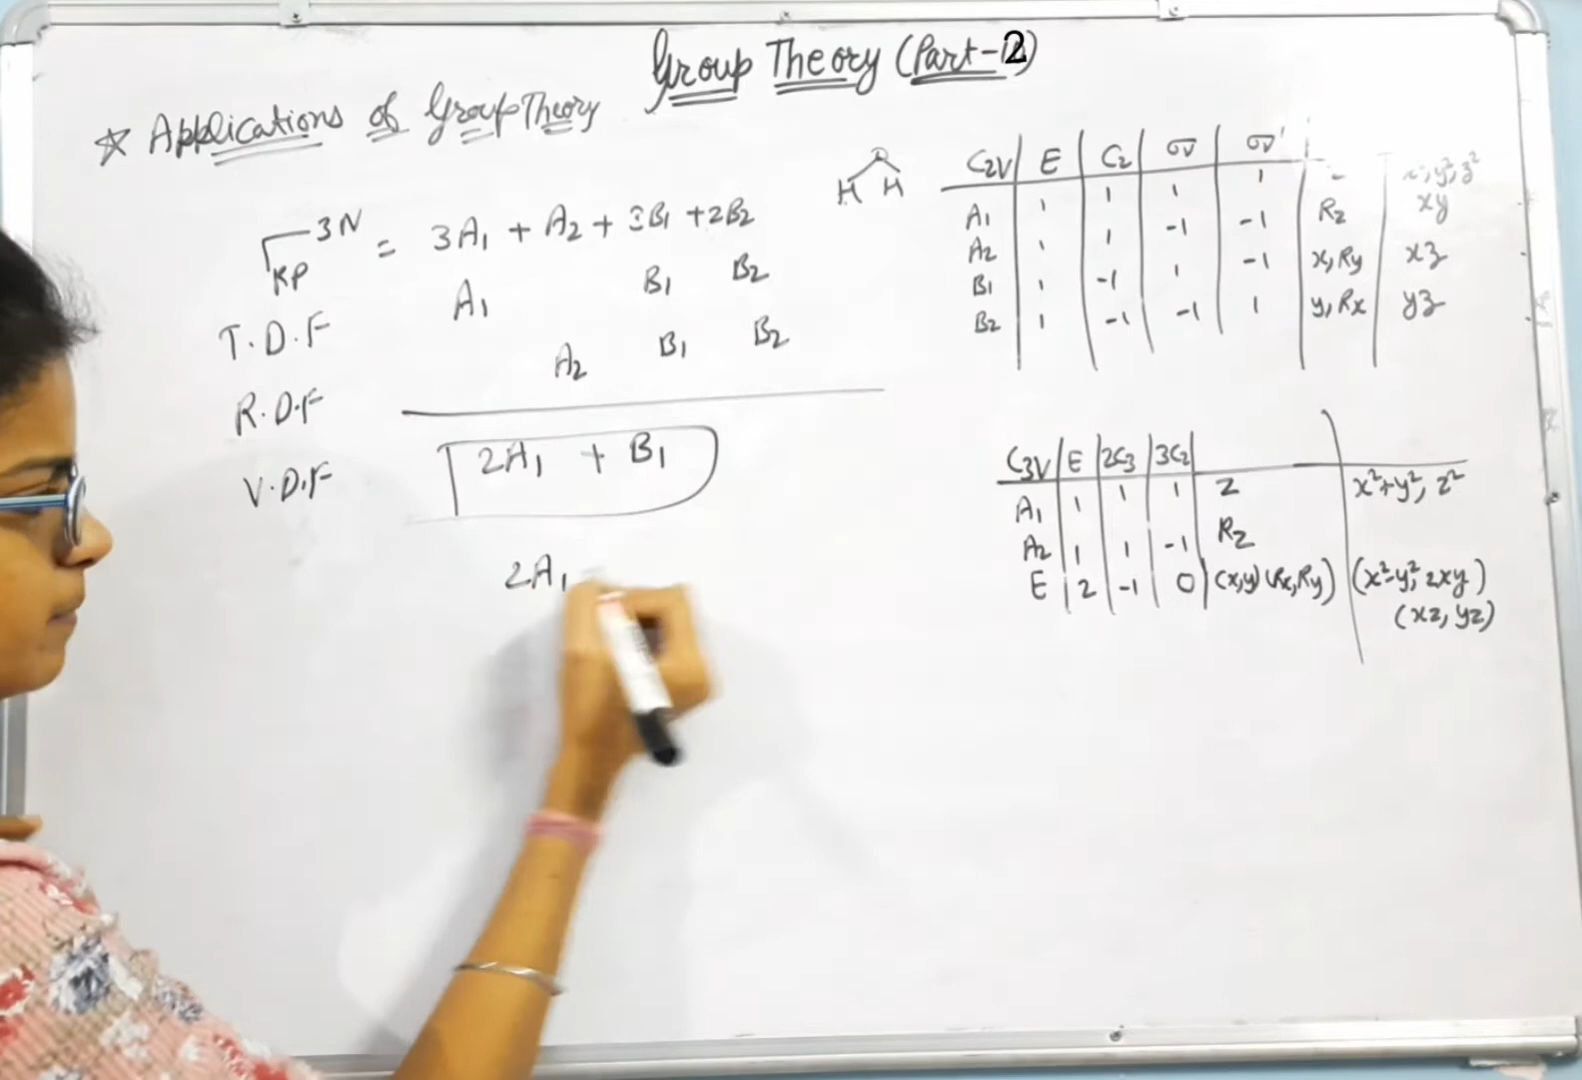 Group Theory (Part-2)
☆ Applications of Group Theory
Γ 3N RP = 3A₁ + A₂ + 3B₁ + 2B₂
T.D.F A₁ B₁ B₂
R.D.F A₂ B₁ B₂
V.D.F 2A₁ + B₁
2A₁
H H
C2V E C₂ σv σv'
A₁ 1 1 1 1 x², y², z²
A₂ 1 1 -1 -1 Rz xy
B₁ 1 -1 1 -1 x, Ry xz
B₂ 1 -1 -1 1 y, Rx yz
C3V E 2C₃ 3C₂
A₁ 1 1 1 Z x²+y², z²
A₂ 1 1 -1 Rz
E 2 -1 0 (x,y) (Rx,Ry) (x²-y², 2xy)
(xz, yz)